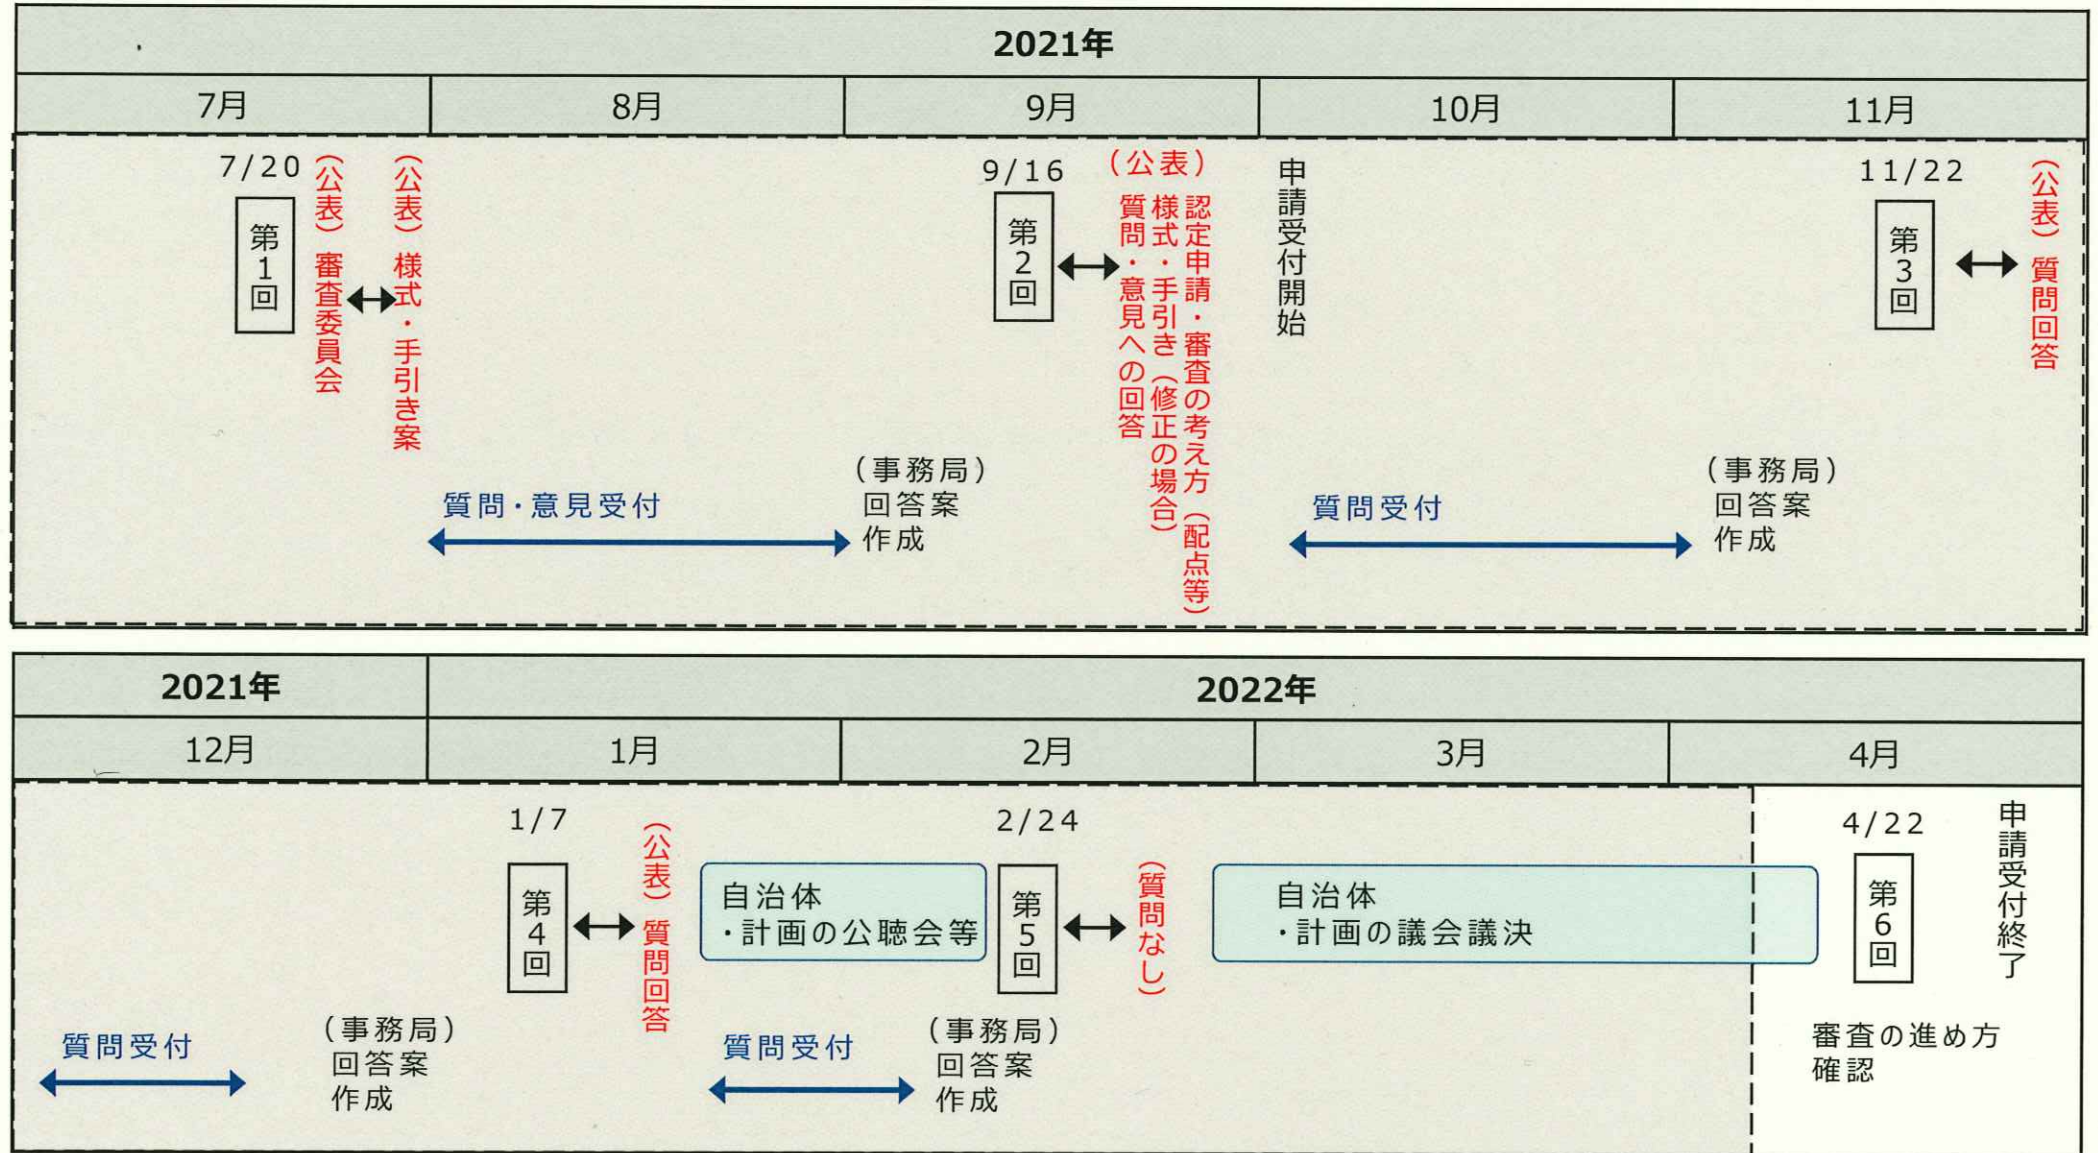 2021年
7月
8月
9月
10月
11月
7/20
第1回
（公表）審査委員会
（公表）様式・手引き案
質問・意見受付
（事務局）
回答案
作成
9/16
第2回
（公表）
認定申請・審査の考え方（配点等）
様式・手引き（修正の場合）
質問・意見への回答
申請受付開始
質問受付
（事務局）
回答案
作成
11/22
第3回
（公表）質問回答
2021年
2022年
12月
1月
2月
3月
4月
質問受付
（事務局）
回答案
作成
1/7
第4回
（公表）質問回答
自治体
・計画の公聴会等
質問受付
（事務局）
回答案
作成
2/24
第5回
（質問なし）
自治体
・計画の議会議決
4/22
第6回
審査の進め方
確認
申請受付終了